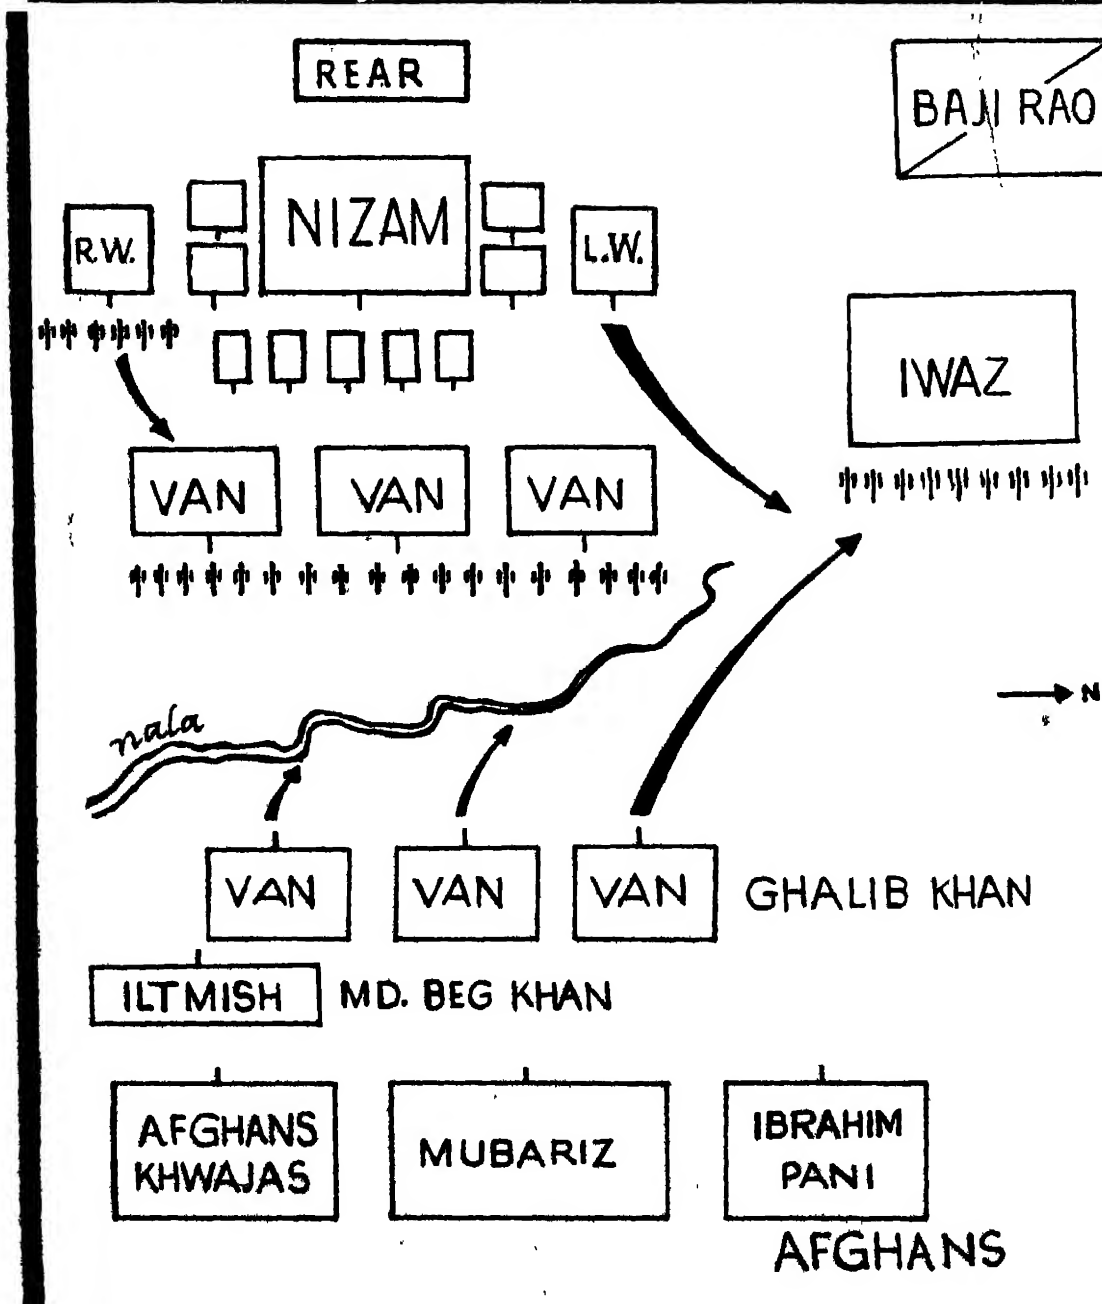 REAR
BAJI RAO
NIZAM
R.W.
L.W.
IWAZ
VAN VAN VAN
nala
N
VAN VAN VAN GHALIB KHAN
ILTMISH MD. BEG KHAN
AFGHANS
KHWAJAS
MUBARIZ
IBRAHIM
PANI
AFGHANS